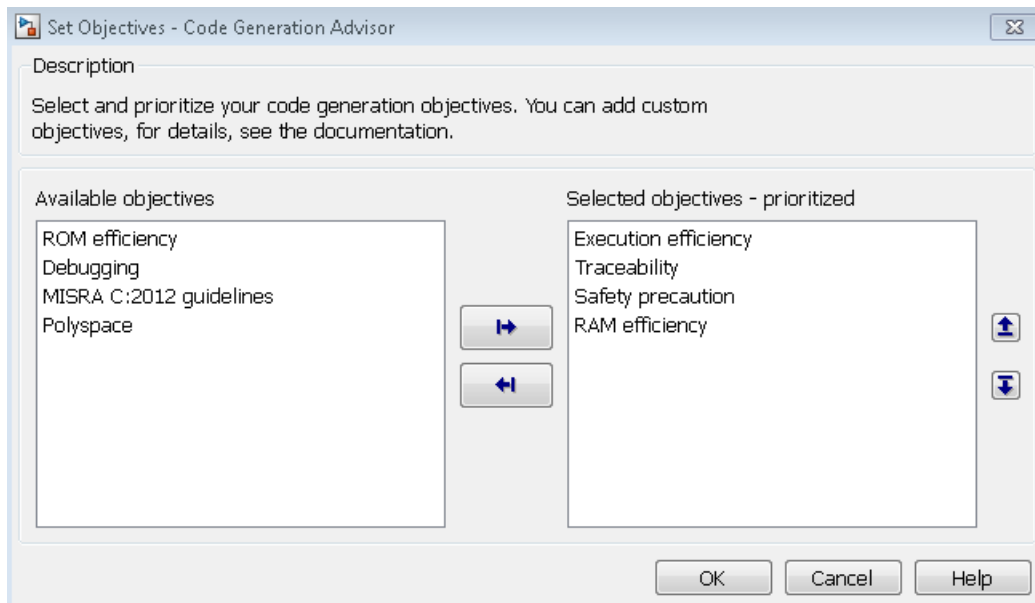 Set Objectives - Code Generation Advisor
Description
Select and prioritize your code generation objectives. You can add custom
objectives, for details, see the documentation.
Available objectives
ROM efficiency
Debugging
MISRA C:2012 guidelines
Polyspace
Selected objectives - prioritized
Execution efficiency
Traceability
Safety precaution
RAM efficiency
OK
Cancel
Help